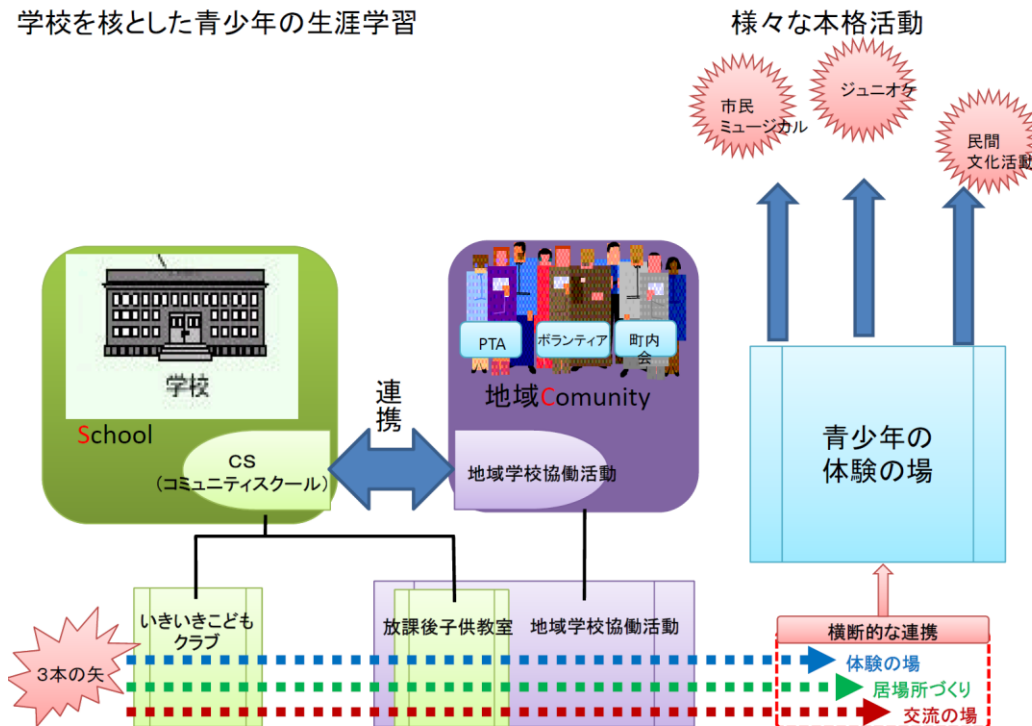 学校を核とした青少年の生涯学習
様々な本格活動
市民
ミュージカル
ジュニオケ
民間
文化活動
学校
School
PTA
ボランティア
町内
会
地域Comunity
連携
CS
(コミュニティスクール)
地域学校協働活動
青少年の
体験の場
いきいきこども
クラブ
放課後子供教室
地域学校協働活動
横断的な連携
3本の矢
体験の場
居場所づくり
交流の場